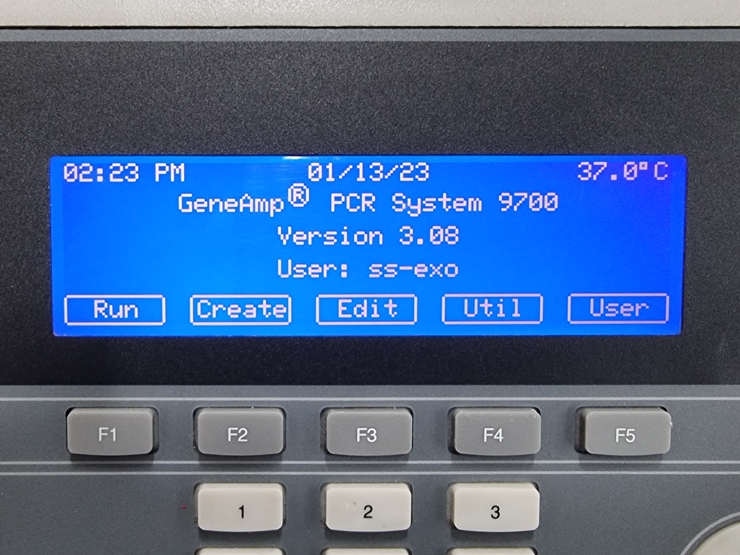 02:23 PM 01/13/23 37.0°C
GeneAmp® PCR System 9700
Version 3.08
User: ss-exo
Run Create Edit Util User
F1 F2 F3 F4 F5
1 2 3